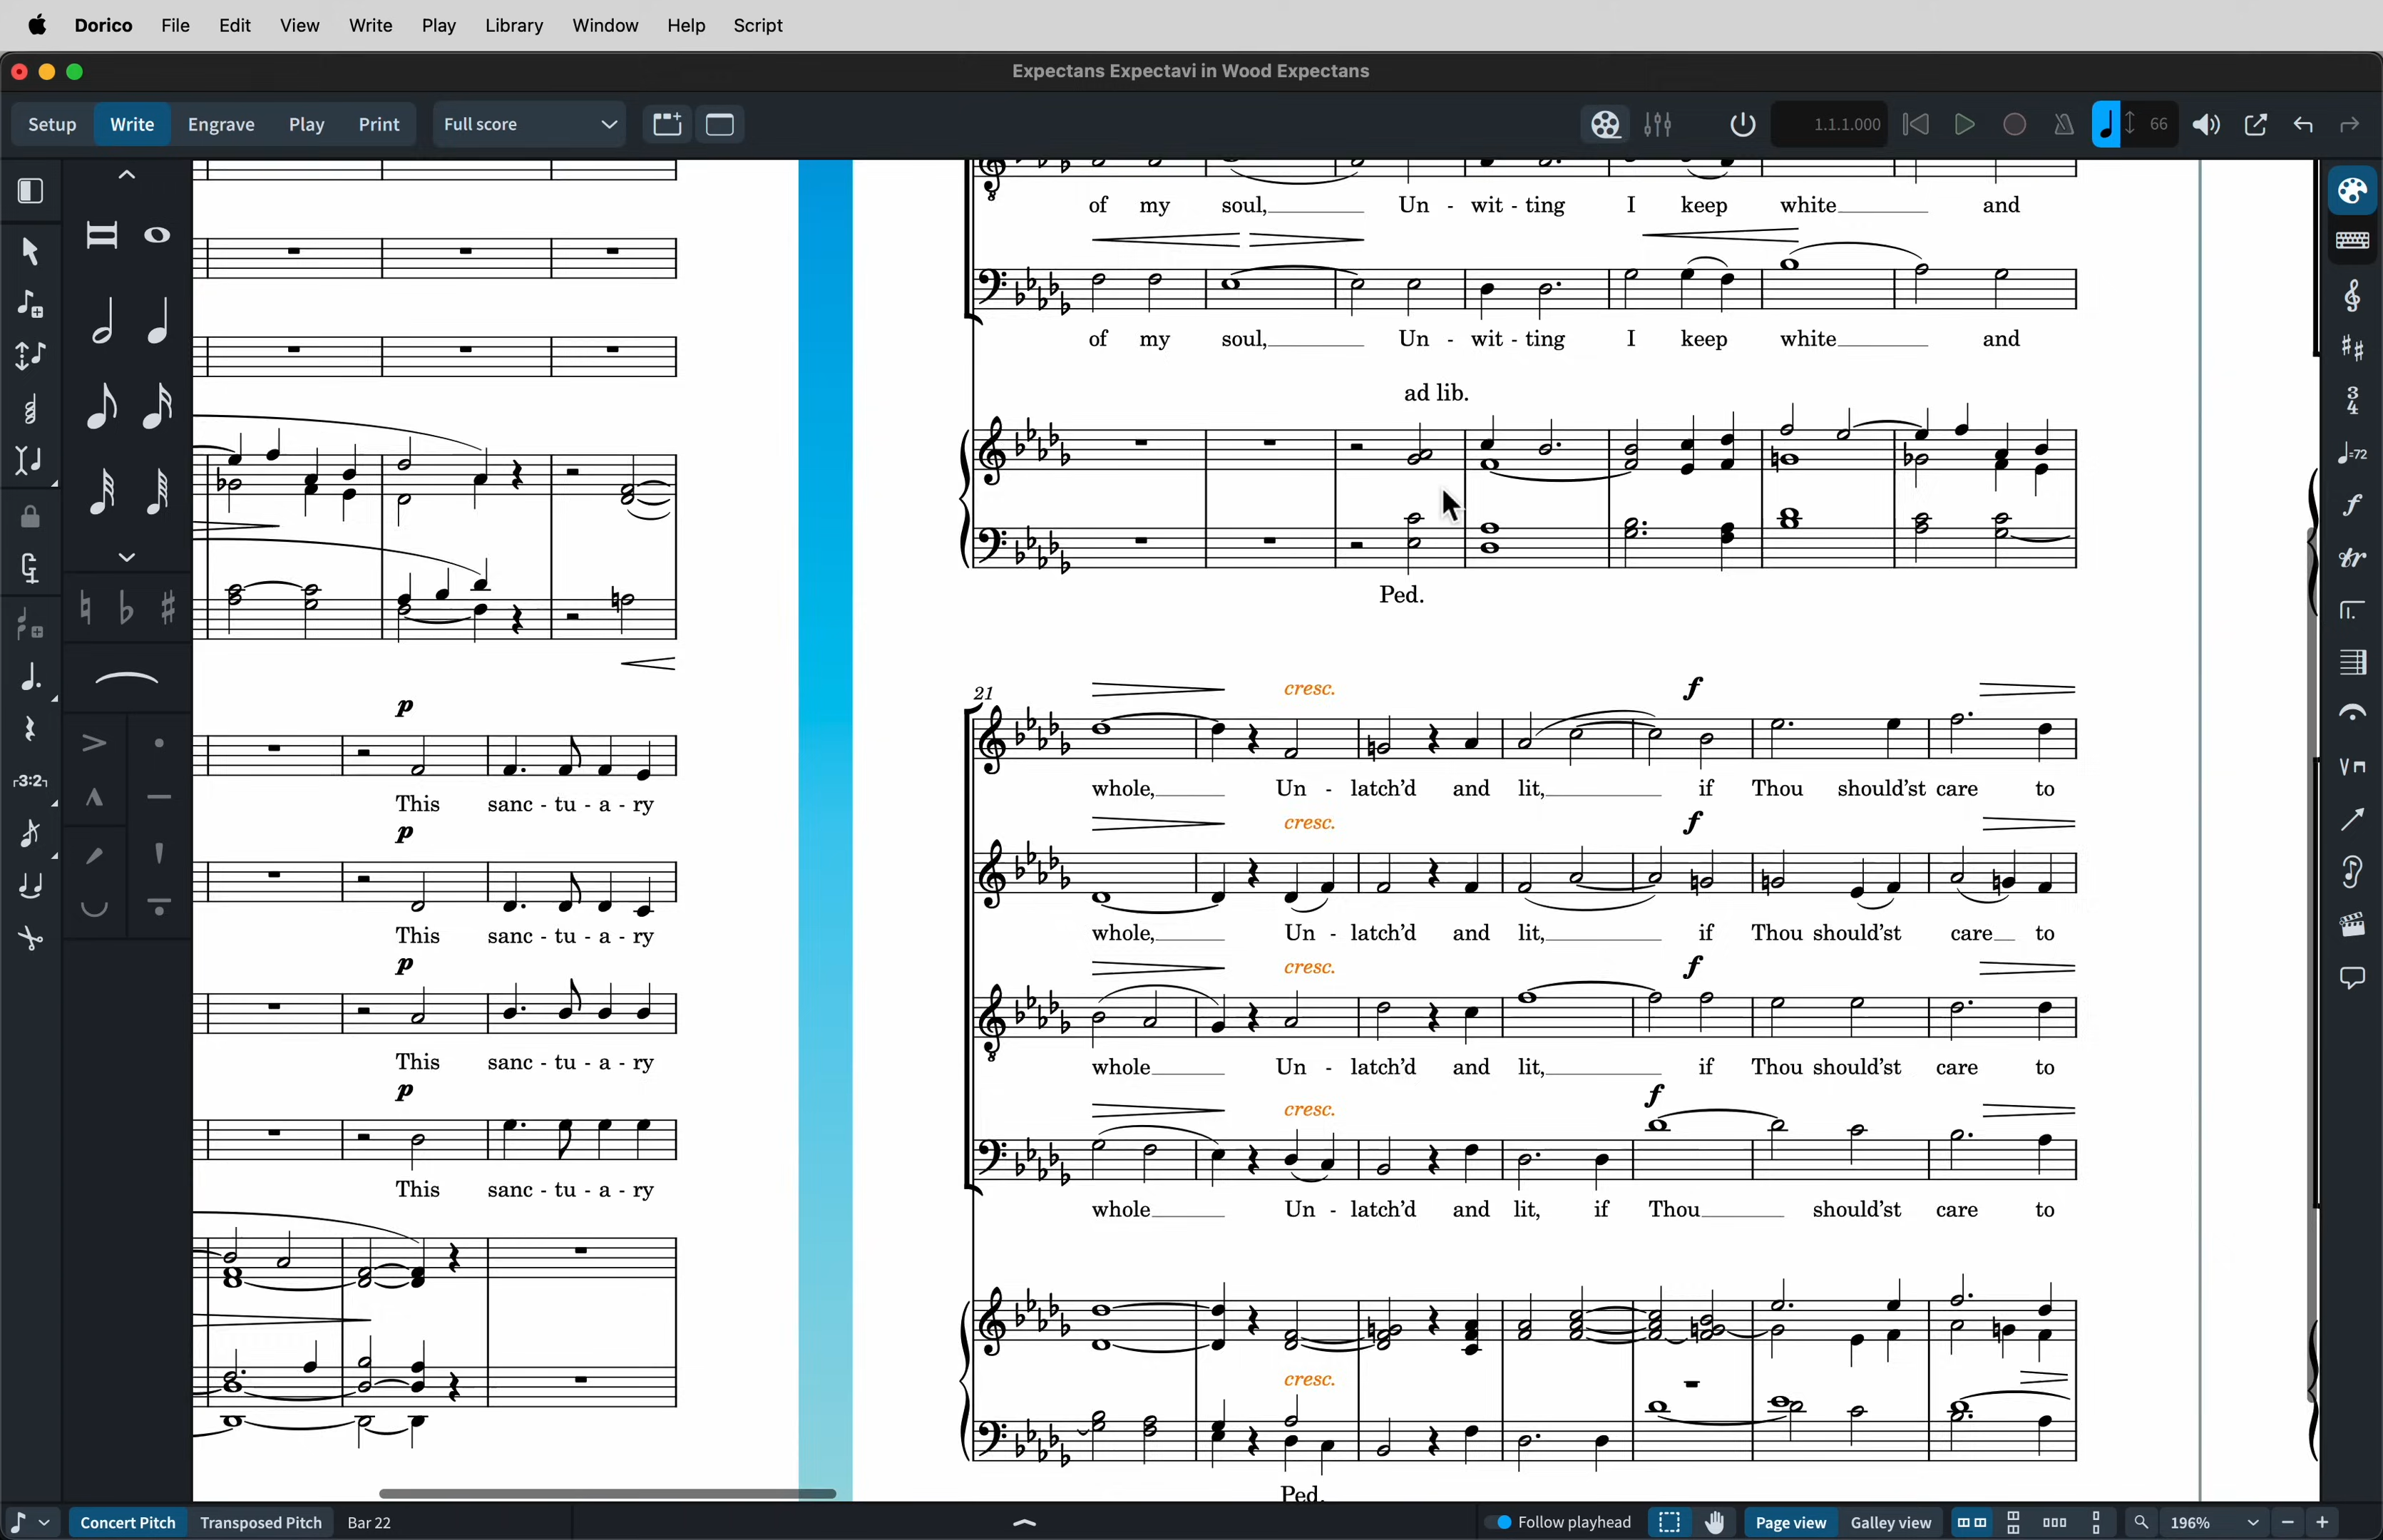 Dorico File Edit View Write Play Library Window Help Script
Expectans Expectavi in Wood Expectans
Setup Write Engrave Play Print Full score 1.1.1.000 66
This sanc - tu - a - ry
This sanc - tu - a - ry
This sanc - tu - a - ry
This sanc - tu - a - ry
p
p
p
p
of my soul, Un - wit - ting I keep white and
of my soul, Un - wit - ting I keep white and
ad lib.
Ped.
21
cresc. f
whole, Un - latch’d and lit, if Thou should’st care to
cresc. f
whole, Un - latch’d and lit, if Thou should’st care to
cresc. f
whole Un - latch’d and lit, if Thou should’st care to
cresc. f
whole Un - latch’d and lit, if Thou should’st care to
cresc.
Ped.
3:2
3
4
=72
f
tr
Concert Pitch Transposed Pitch Bar 22 Follow playhead Page view Galley view 196%